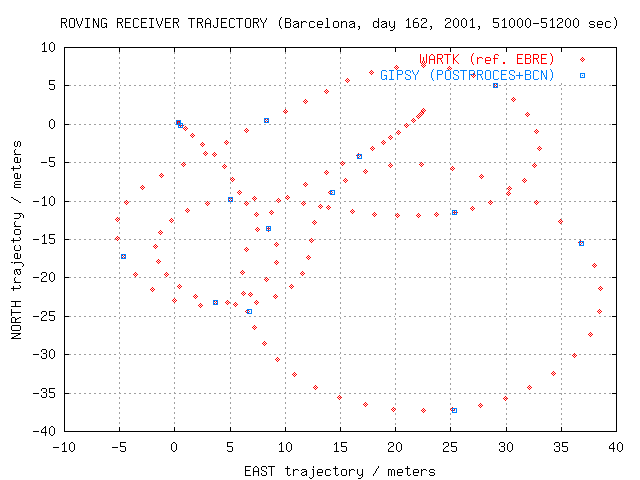 ROVING RECEIVER TRAJECTORY (Barcelona, day 162, 2001, 51000-51200 sec)
WARTK (ref. EBRE)
GIPSY (POSTPROCES+BCN)
10
5
0
-5
-10
-15
-20
-25
-30
-35
-40
NORTH trajectory / meters
-10 -5 0 5 10 15 20 25 30 35 40
EAST trajectory / meters